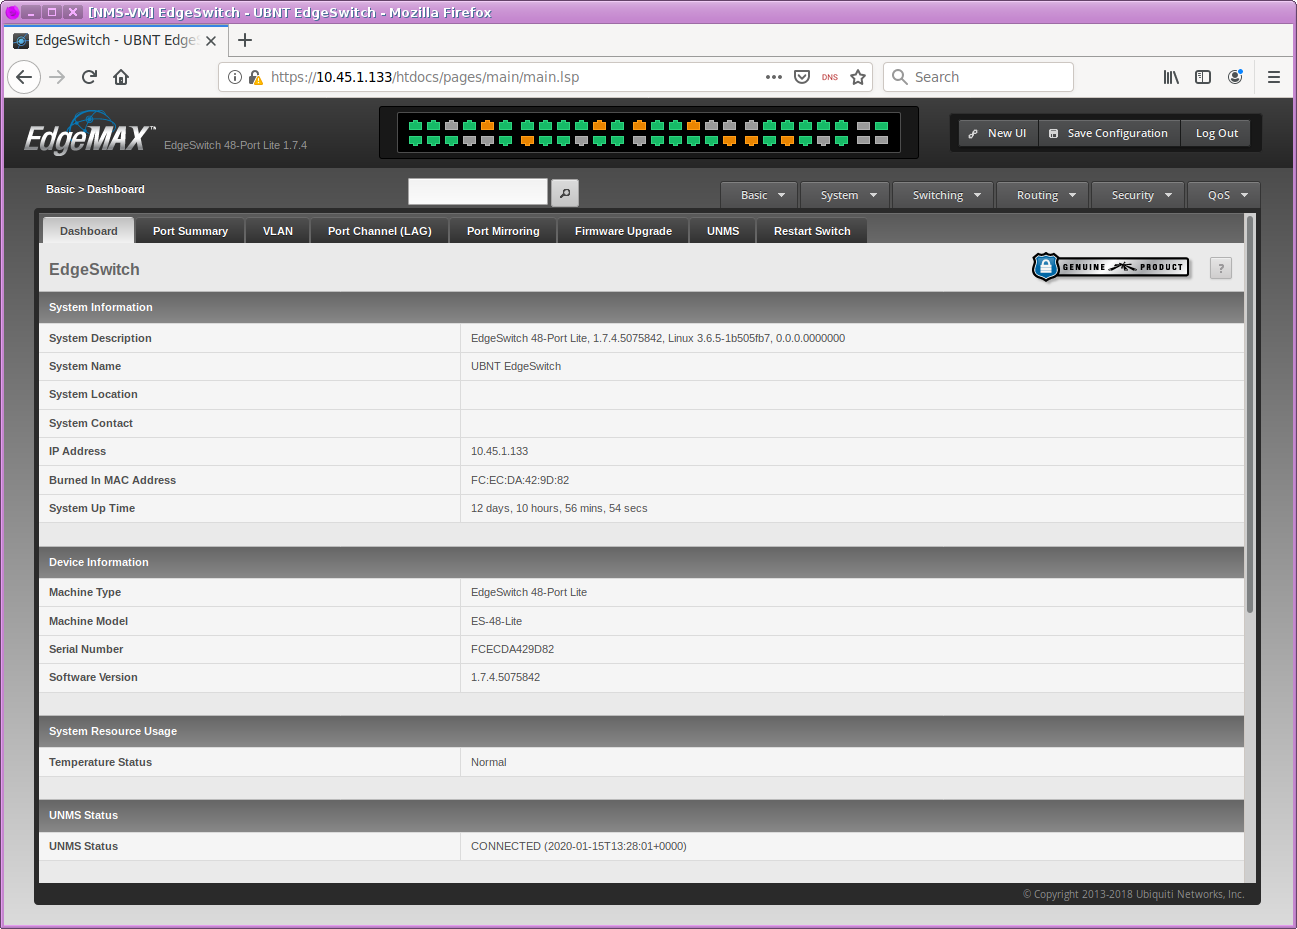 [NMS-VM] EdgeSwitch - UBNT EdgeSwitch - Mozilla Firefox
EdgeSwitch - UBNT Edge
https://10.45.1.133/htdocs/pages/main/main.lsp
DNS
Search
EdgeMAX™
EdgeSwitch 48-Port Lite 1.7.4
New UI
Save Configuration
Log Out
Basic > Dashboard
Basic
System
Switching
Routing
Security
QoS
Dashboard
Port Summary
VLAN
Port Channel (LAG)
Port Mirroring
Firmware Upgrade
UNMS
Restart Switch
EdgeSwitch
GENUINE PRODUCT
?
System Information
System Description EdgeSwitch 48-Port Lite, 1.7.4.5075842, Linux 3.6.5-1b505fb7, 0.0.0.0000000
System Name UBNT EdgeSwitch
System Location
System Contact
IP Address 10.45.1.133
Burned In MAC Address FC:EC:DA:42:9D:82
System Up Time 12 days, 10 hours, 56 mins, 54 secs
Device Information
Machine Type EdgeSwitch 48-Port Lite
Machine Model ES-48-Lite
Serial Number FCECDA429D82
Software Version 1.7.4.5075842
System Resource Usage
Temperature Status Normal
UNMS Status
UNMS Status CONNECTED (2020-01-15T13:28:01+0000)
© Copyright 2013-2018 Ubiquiti Networks, Inc.